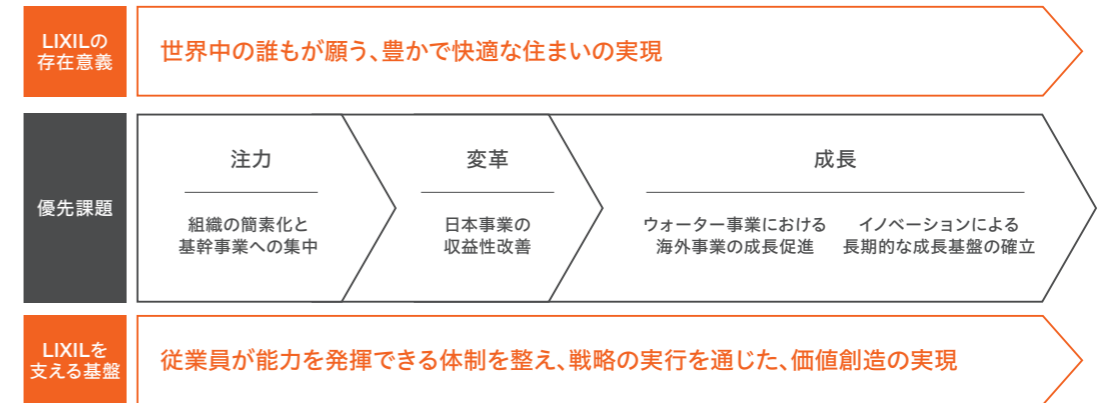 LIXILの
存在意義
世界中の誰もが願う、豊かで快適な住まいの実現
優先課題
注力
組織の簡素化と
基幹事業への集中
変革
日本事業の
収益性改善
成長
ウォーター事業における
海外事業の成長促進
イノベーションによる
長期的な成長基盤の確立
LIXILを
支える基盤
従業員が能力を発揮できる体制を整え、戦略の実行を通じた、価値創造の実現